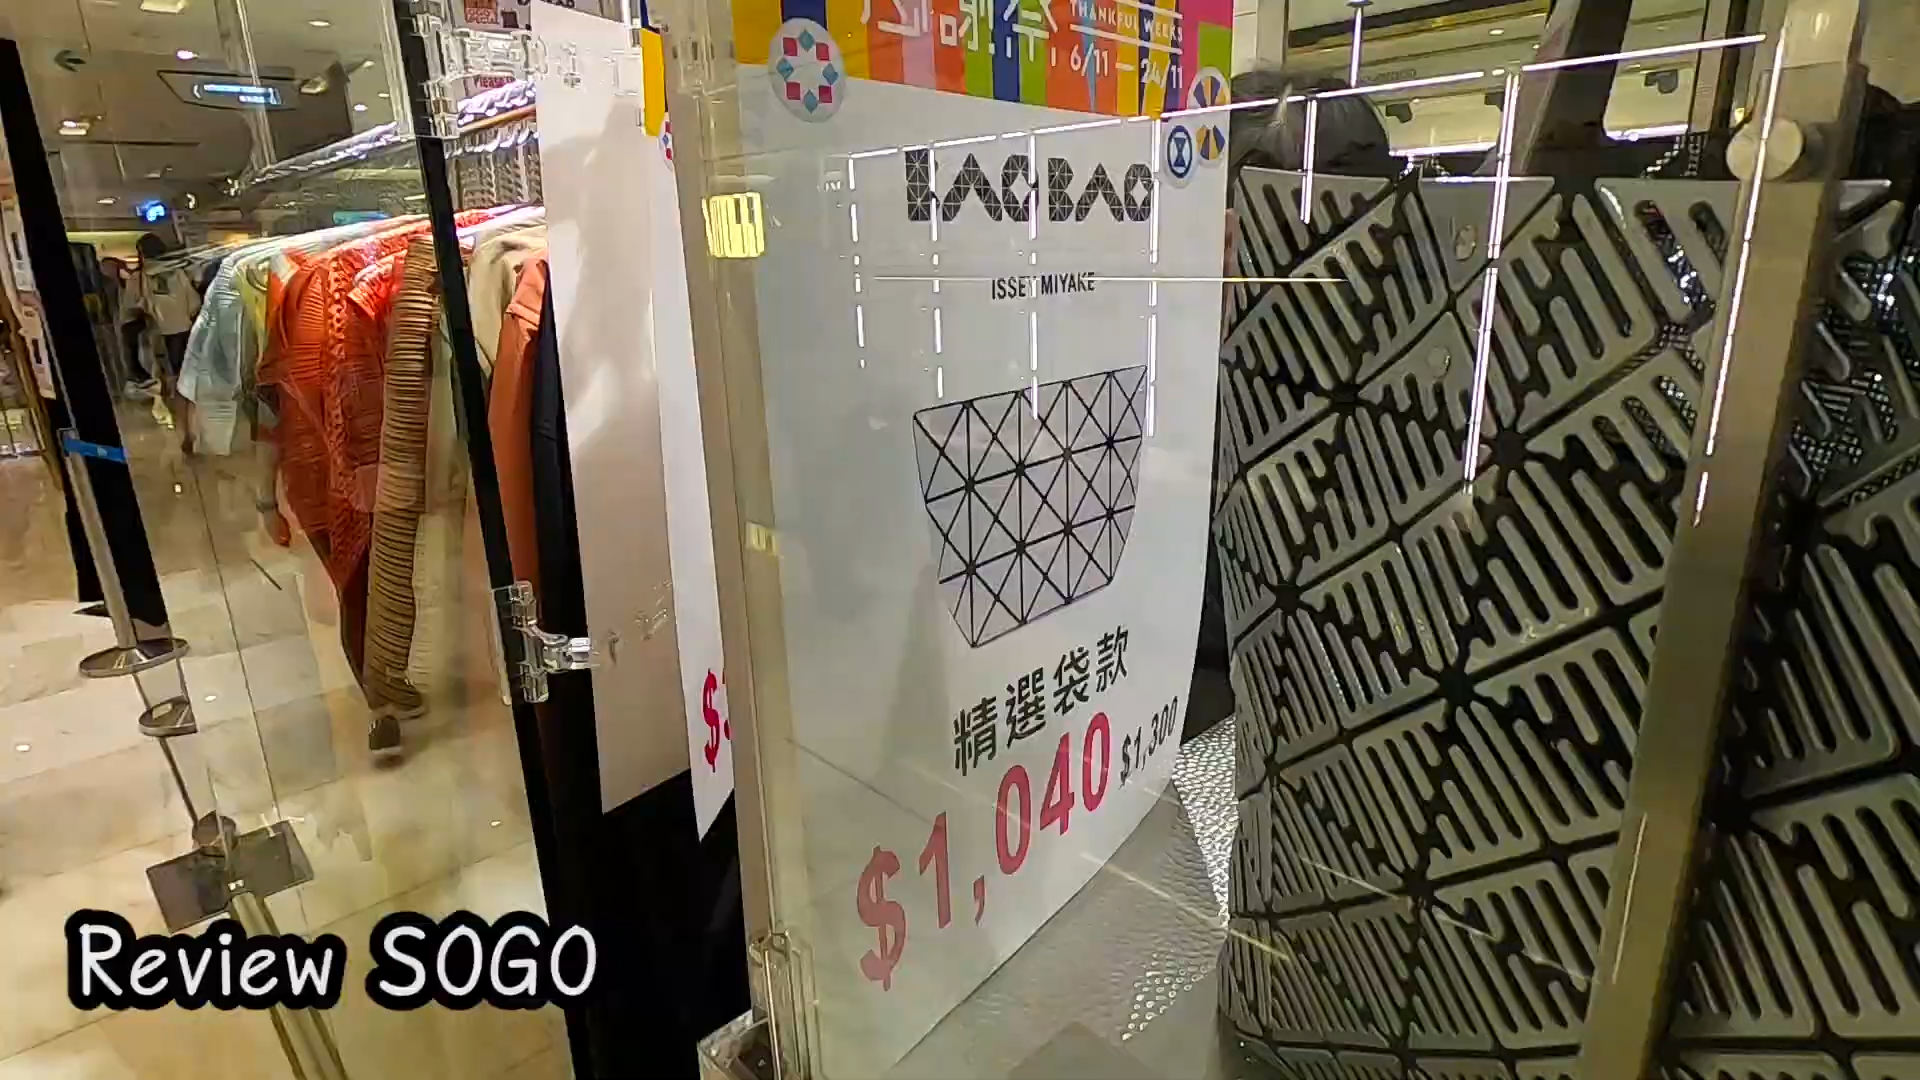 THANKFUL WEEKS
6/11 — 24/11
BAO BAO
ISSEY MIYAKE
精選袋款
$1,040 $1,300
Review SOGO